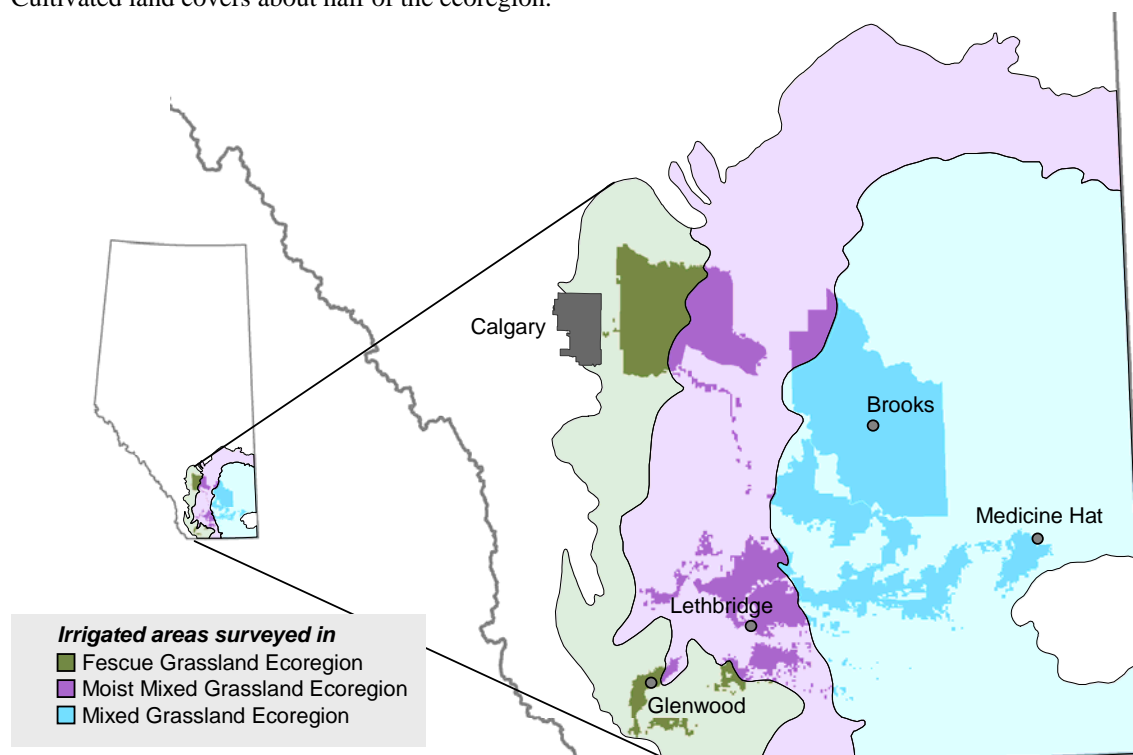 Cultivated land covers about half of the ecoregion.
Calgary
Brooks
Medicine Hat
Lethbridge
Glenwood
Irrigated areas surveyed in
Fescue Grassland Ecoregion
Moist Mixed Grassland Ecoregion
Mixed Grassland Ecoregion